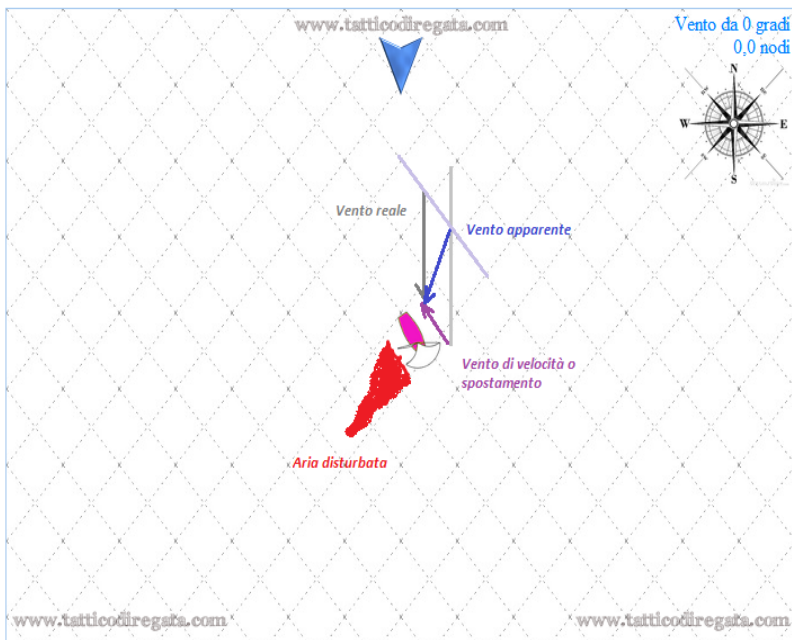 www.tatticodiregata.com
Vento da 0 gradi
0,0 nodi
N
W
E
S
Vento reale
Vento apparente
Vento di velocità o
spostamento
Aria disturbata
www.tatticodiregata.com
www.tatticodiregata.com